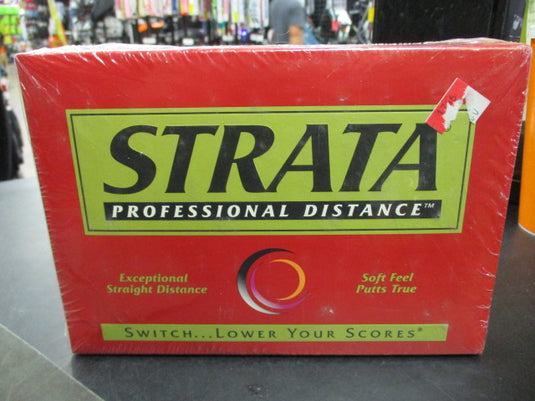 STRATA
PROFESSIONAL DISTANCE™
Exceptional
Straight Distance
Soft Feel
Putts True
SWITCH...LOWER YOUR SCORES®